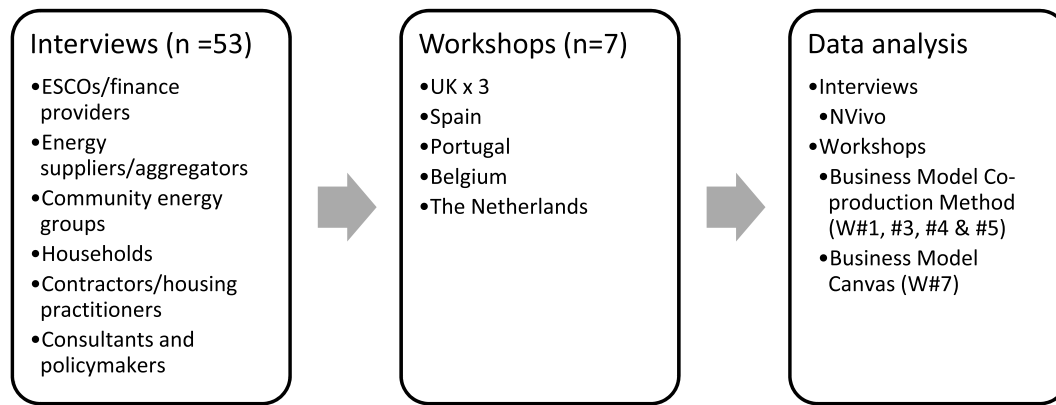 Interviews (n =53)
•ESCOs/finance
providers
•Energy
suppliers/aggregators
•Community energy
groups
•Households
•Contractors/housing
practitioners
•Consultants and
policymakers
Workshops (n=7)
•UK x 3
•Spain
•Portugal
•Belgium
•The Netherlands
Data analysis
•Interviews
•NVivo
•Workshops
•Business Model Co-
production Method
(W#1, #3, #4 & #5)
•Business Model
Canvas (W#7)